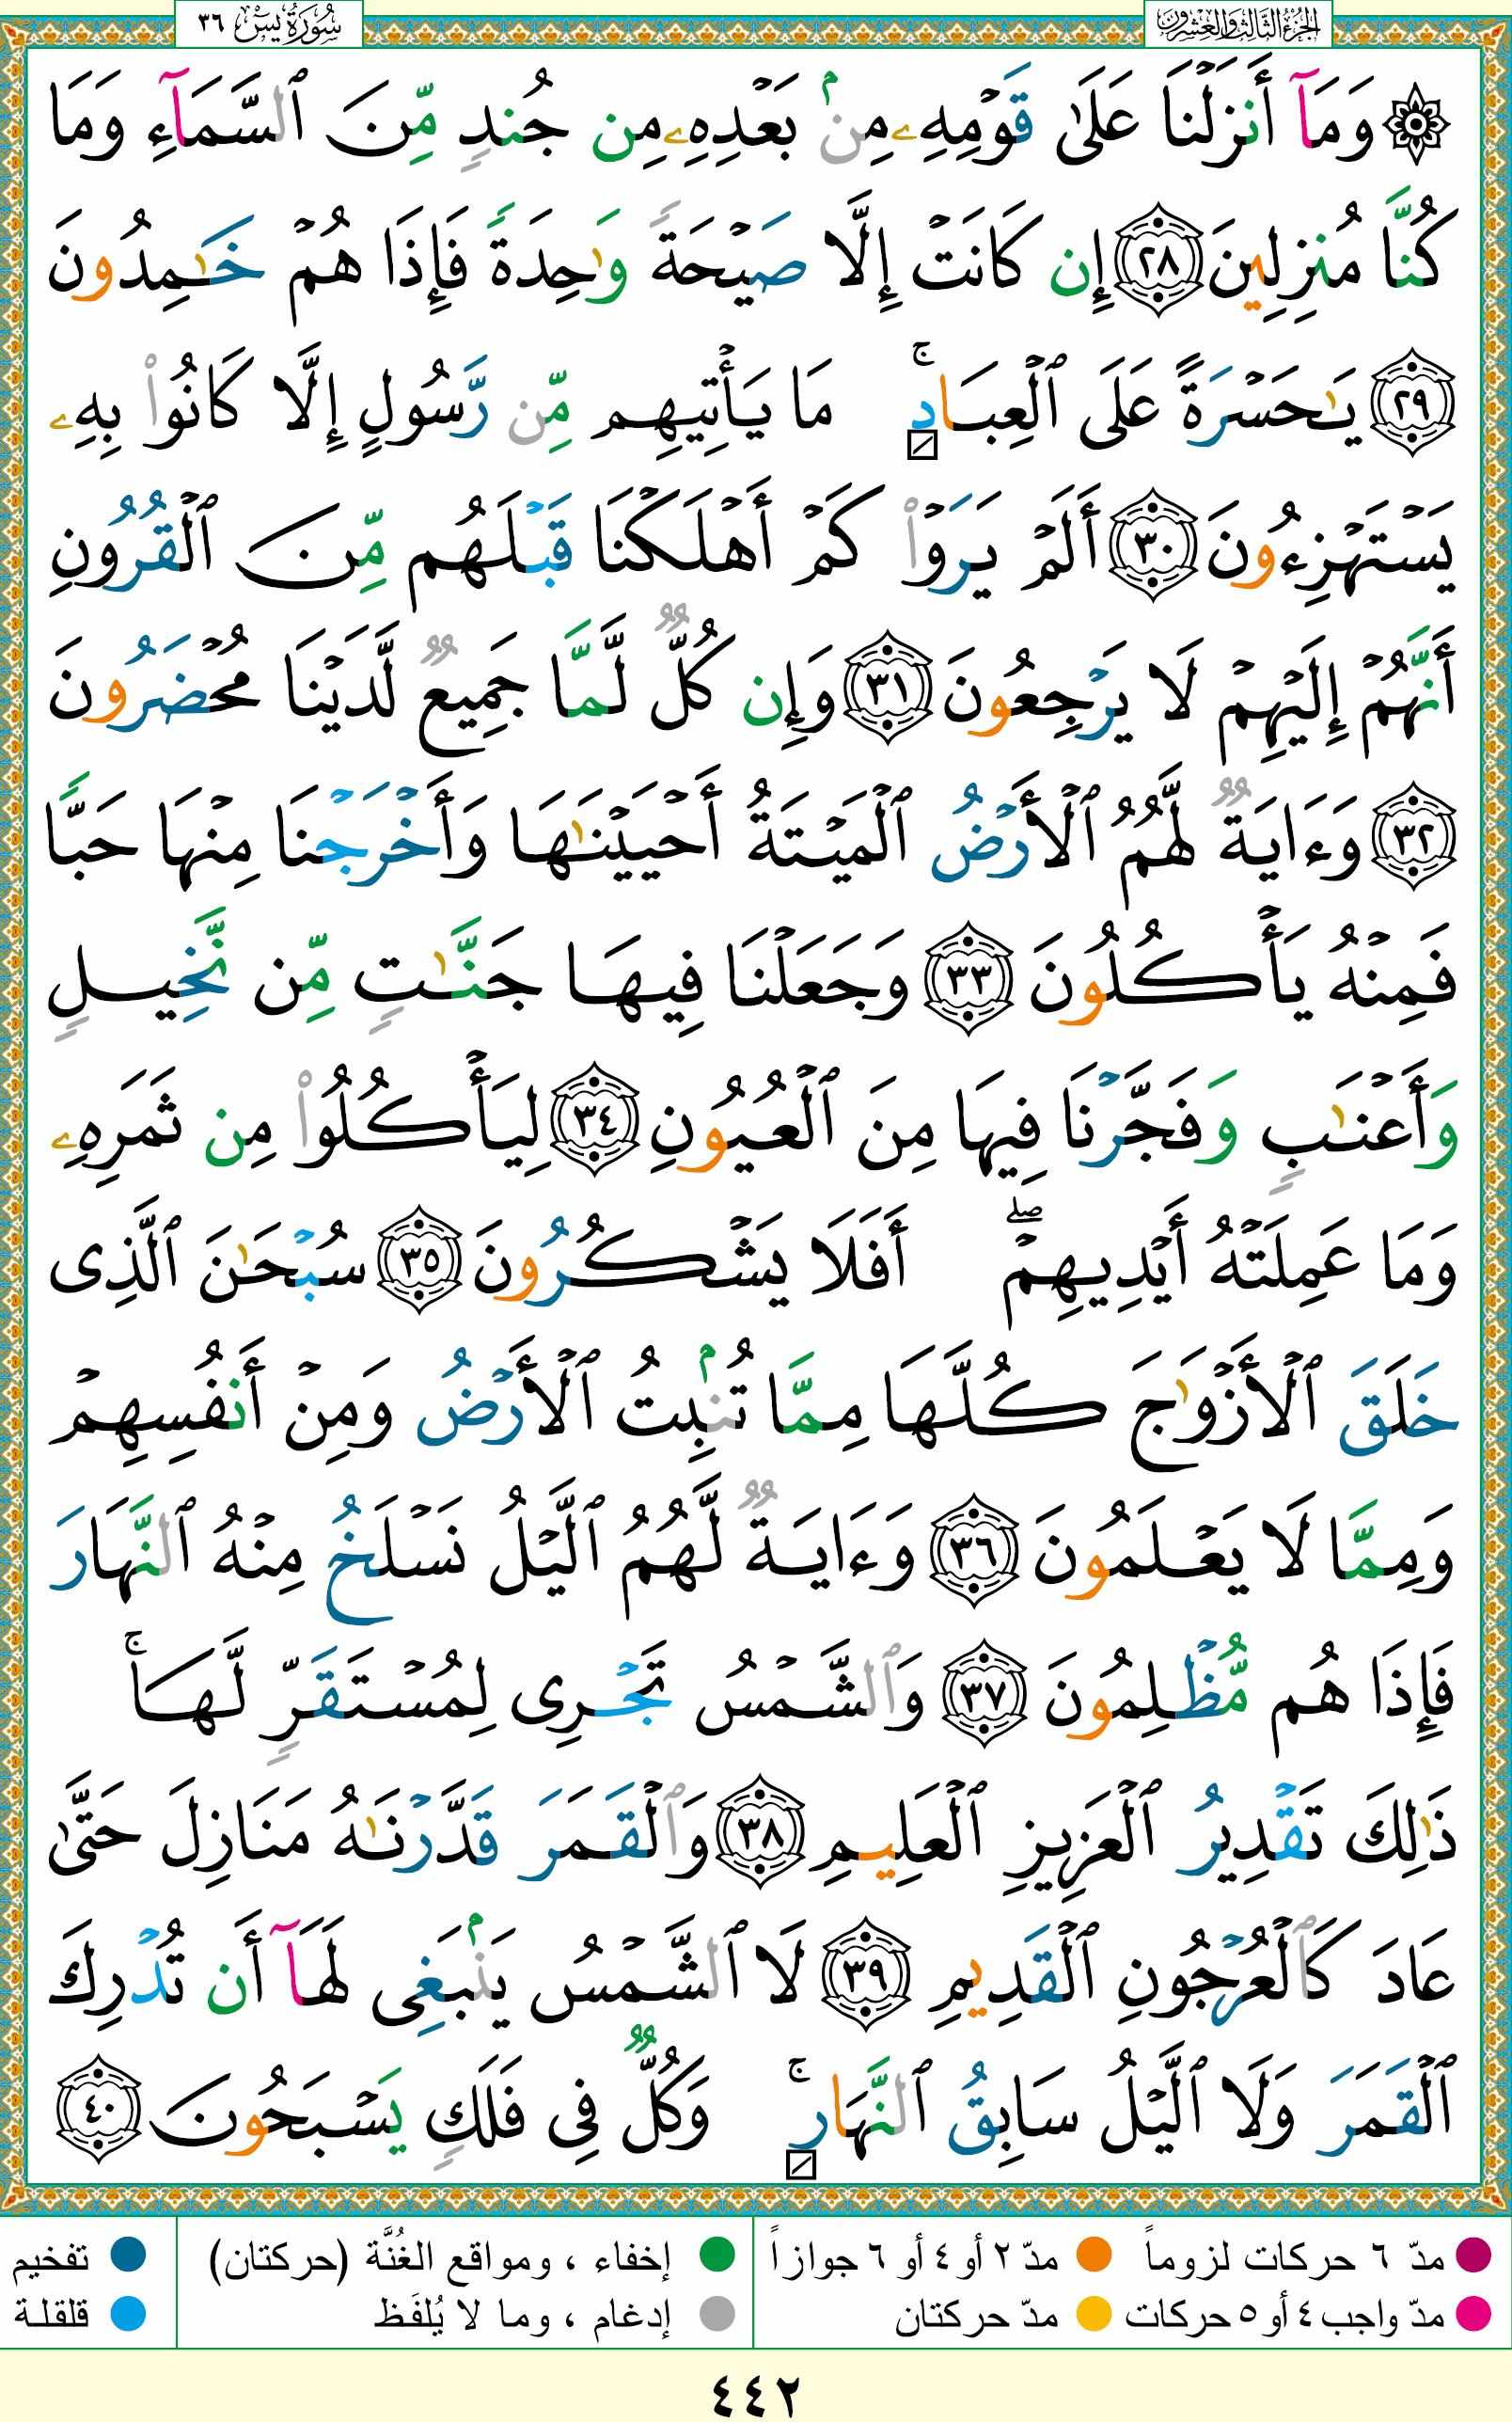 الجزء الثالث والعشرون
سورة يس ٣٦
۞ وَمَآ أَنزَلْنَا عَلَىٰ قَوْمِهِۦ مِنۢ بَعْدِهِۦ مِن جُندٍ مِّنَ ٱلسَّمَآءِ وَمَا
كُنَّا مُنزِلِينَ ٢٨ إِن كَانَتْ إِلَّا صَيْحَةً وَٰحِدَةً فَإِذَا هُمْ خَـٰمِدُونَ
٢٩ يَـٰحَسْرَةً عَلَى ٱلْعِبَادِ ۚ مَا يَأْتِيهِم مِّن رَّسُولٍ إِلَّا كَانُوا۟ بِهِۦ
يَسْتَهْزِءُونَ ٣٠ أَلَمْ يَرَوْا۟ كَمْ أَهْلَكْنَا قَبْلَهُم مِّنَ ٱلْقُرُونِ
أَنَّهُمْ إِلَيْهِمْ لَا يَرْجِعُونَ ٣١ وَإِن كُلٌّ لَّمَّا جَمِيعٌ لَّدَيْنَا مُحْضَرُونَ
٣٢ وَءَايَةٌ لَّهُمُ ٱلْأَرْضُ ٱلْمَيْتَةُ أَحْيَيْنَـٰهَا وَأَخْرَجْنَا مِنْهَا حَبًّا
فَمِنْهُ يَأْكُلُونَ ٣٣ وَجَعَلْنَا فِيهَا جَنَّـٰتٍ مِّن نَّخِيلٍ
وَأَعْنَـٰبٍ وَفَجَّرْنَا فِيهَا مِنَ ٱلْعُيُونِ ٣٤ لِيَأْكُلُوا۟ مِن ثَمَرِهِۦ
وَمَا عَمِلَتْهُ أَيْدِيهِمْ ۖ أَفَلَا يَشْكُرُونَ ٣٥ سُبْحَـٰنَ ٱلَّذِى
خَلَقَ ٱلْأَزْوَٰجَ كُلَّهَا مِمَّا تُنۢبِتُ ٱلْأَرْضُ وَمِنْ أَنفُسِهِمْ
وَمِمَّا لَا يَعْلَمُونَ ٣٦ وَءَايَةٌ لَّهُمُ ٱلَّيْلُ نَسْلَخُ مِنْهُ ٱلنَّهَارَ
فَإِذَا هُم مُّظْلِمُونَ ٣٧ وَٱلشَّمْسُ تَجْرِى لِمُسْتَقَرٍّ لَّهَا ۚ
ذَٰلِكَ تَقْدِيرُ ٱلْعَزِيزِ ٱلْعَلِيمِ ٣٨ وَٱلْقَمَرَ قَدَّرْنَـٰهُ مَنَازِلَ حَتَّىٰ
عَادَ كَٱلْعُرْجُونِ ٱلْقَدِيمِ ٣٩ لَا ٱلشَّمْسُ يَنۢبَغِى لَهَآ أَن تُدْرِكَ
ٱلْقَمَرَ وَلَا ٱلَّيْلُ سَابِقُ ٱلنَّهَارِ ۚ وَكُلٌّ فِى فَلَكٍ يَسْبَحُونَ ٤٠
مدّ ٦ حركات لزوماً مدّ ٢ أو ٤ أو ٦ جوازاً إخفاء ، ومواقع الغُنَّة (حركتان) تفخيم
مدّ واجب ٤ أو ٥ حركات مدّ حركتان إدغام ، وما لا يُلفَظ قلقلة
٤٤٢